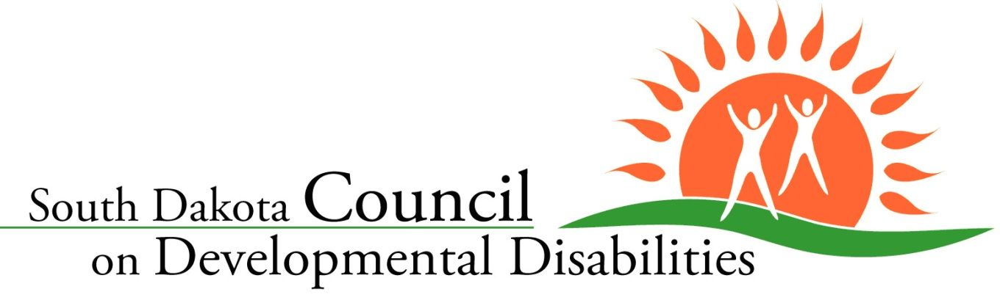 South Dakota Council
on Developmental Disabilities